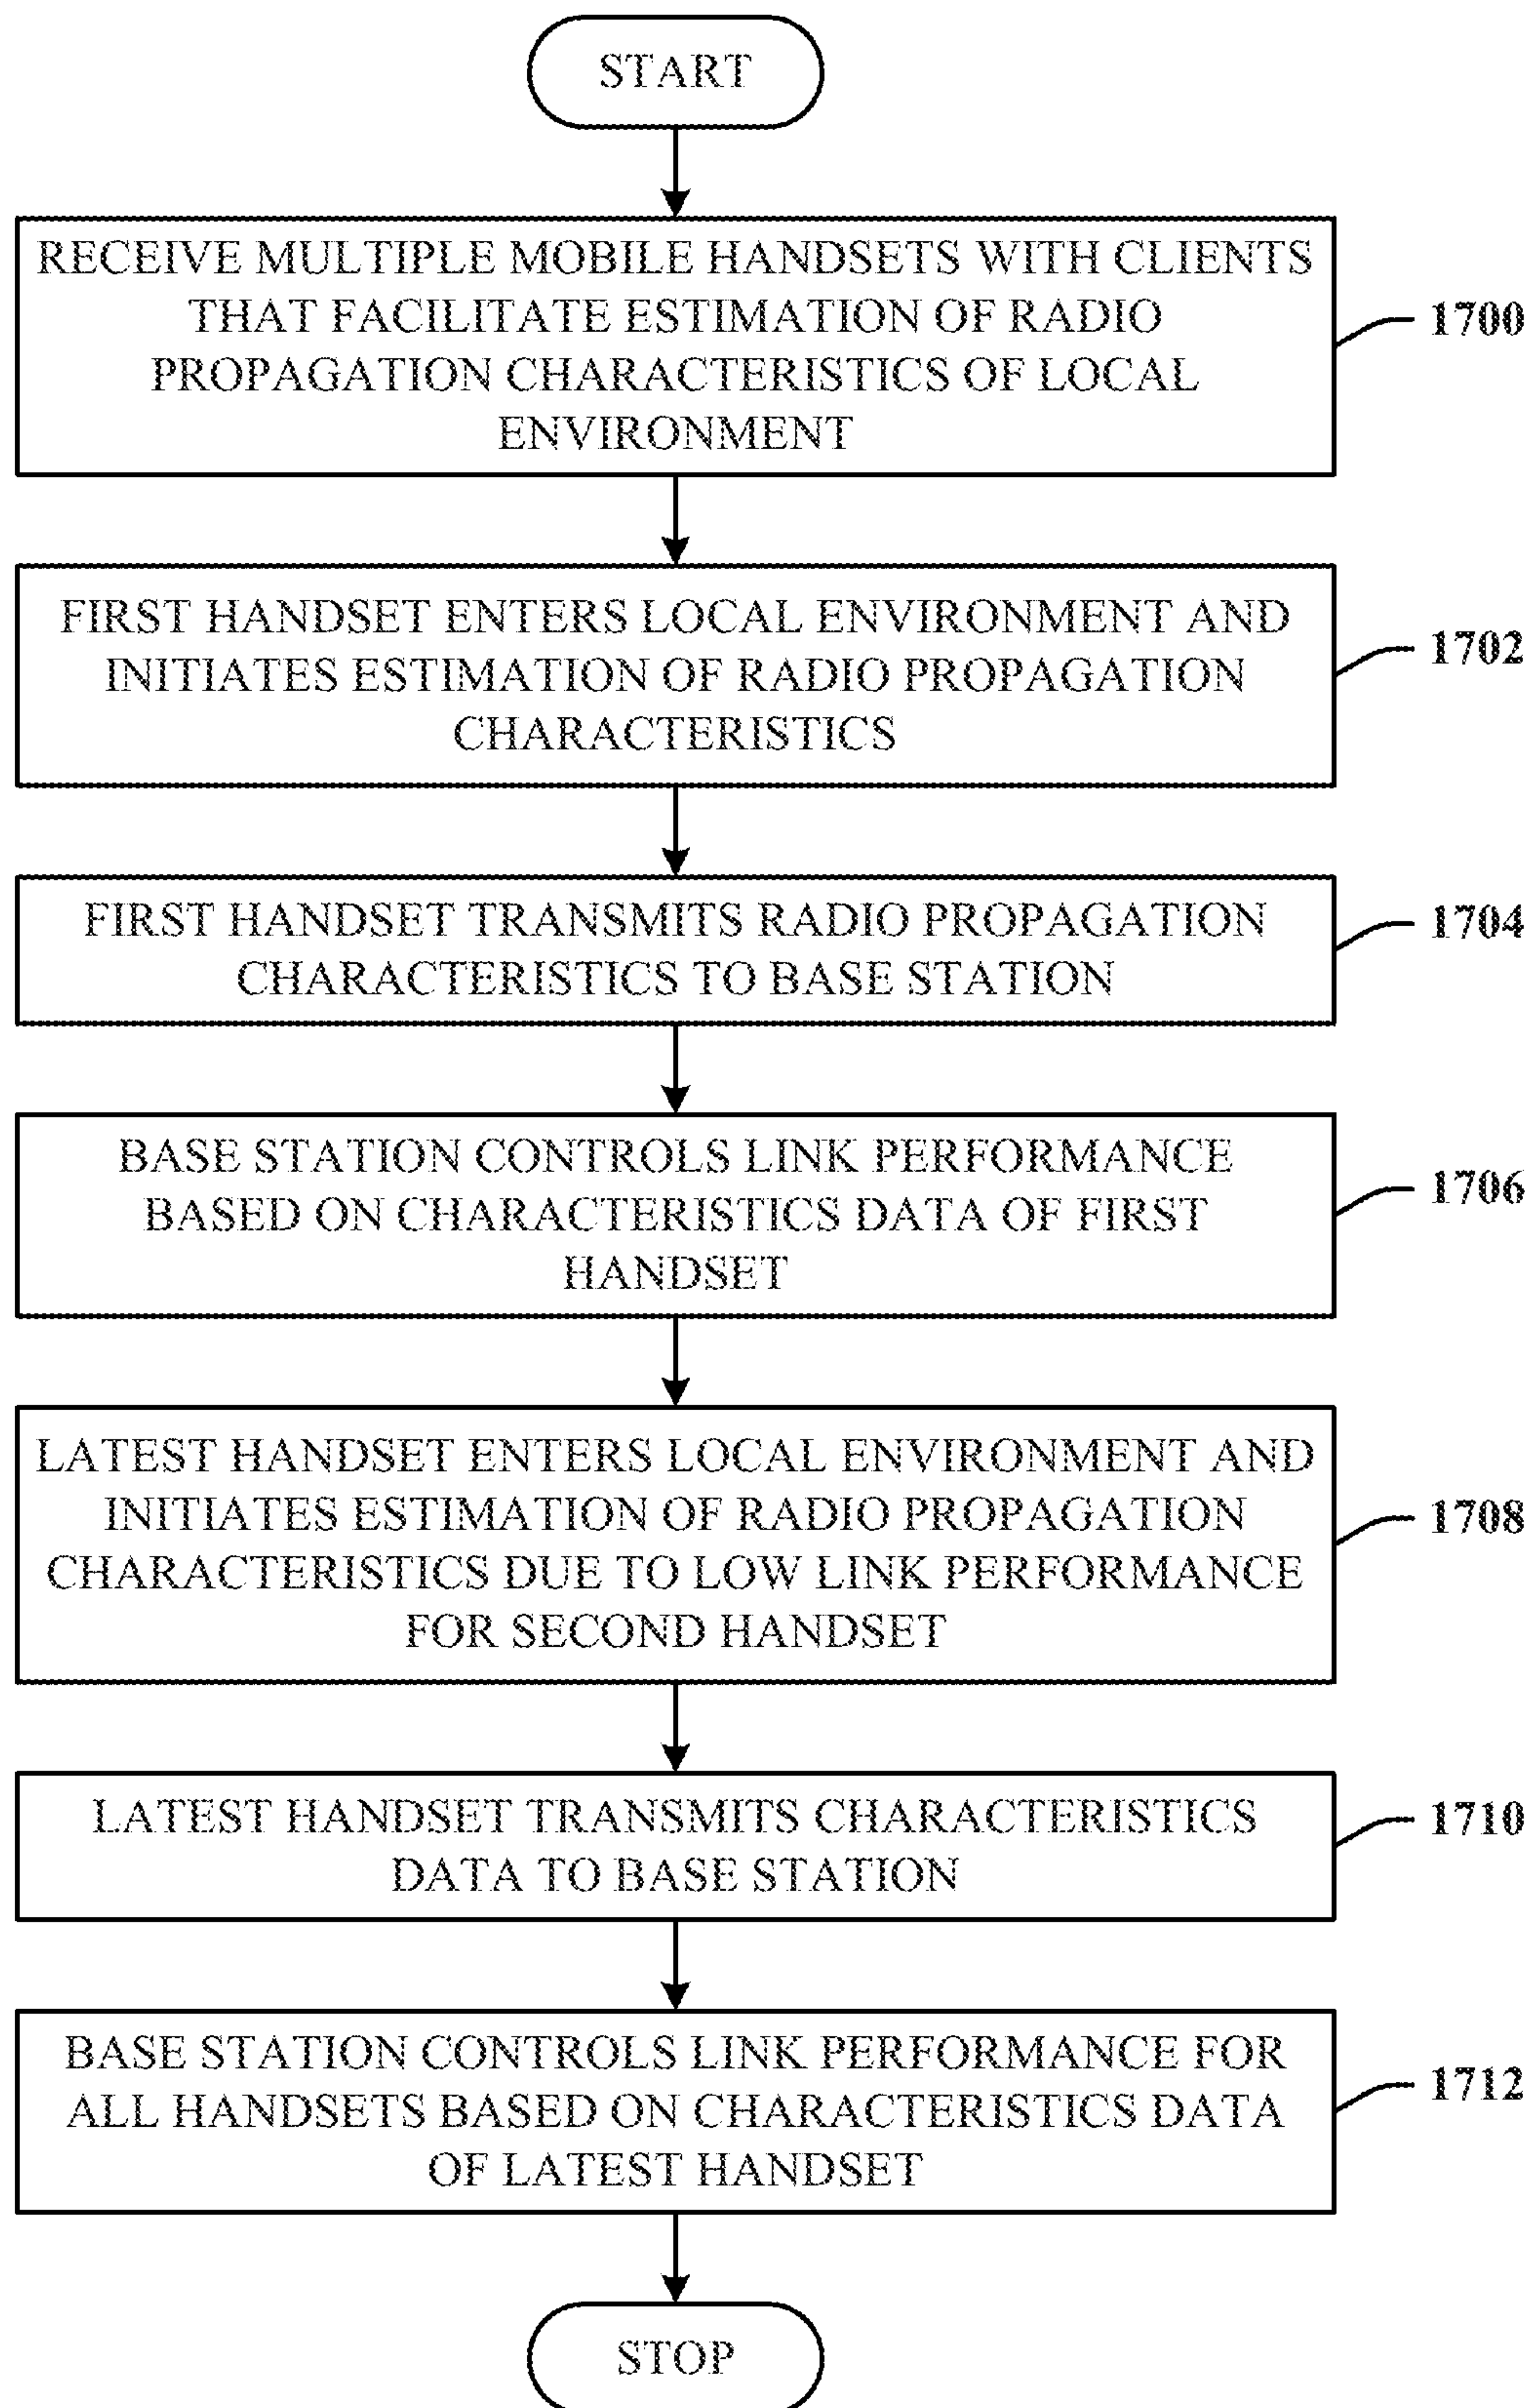 START
RECEIVE MULTIPLE MOBILE HANDSETS WITH CLIENTS
THAT FACILITATE ESTIMATION OF RADIO
PROPAGATION CHARACTERISTICS OF LOCAL
ENVIRONMENT
1700
FIRST HANDSET ENTERS LOCAL ENVIRONMENT AND
INITIATES ESTIMATION OF RADIO PROPAGATION
CHARACTERISTICS
1702
FIRST HANDSET TRANSMITS RADIO PROPAGATION
CHARACTERISTICS TO BASE STATION
1704
BASE STATION CONTROLS LINK PERFORMANCE
BASED ON CHARACTERISTICS DATA OF FIRST
HANDSET
1706
LATEST HANDSET ENTERS LOCAL ENVIRONMENT AND
INITIATES ESTIMATION OF RADIO PROPAGATION
CHARACTERISTICS DUE TO LOW LINK PERFORMANCE
FOR SECOND HANDSET
1708
LATEST HANDSET TRANSMITS CHARACTERISTICS
DATA TO BASE STATION
1710
BASE STATION CONTROLS LINK PERFORMANCE FOR
ALL HANDSETS BASED ON CHARACTERISTICS DATA
OF LATEST HANDSET
1712
STOP